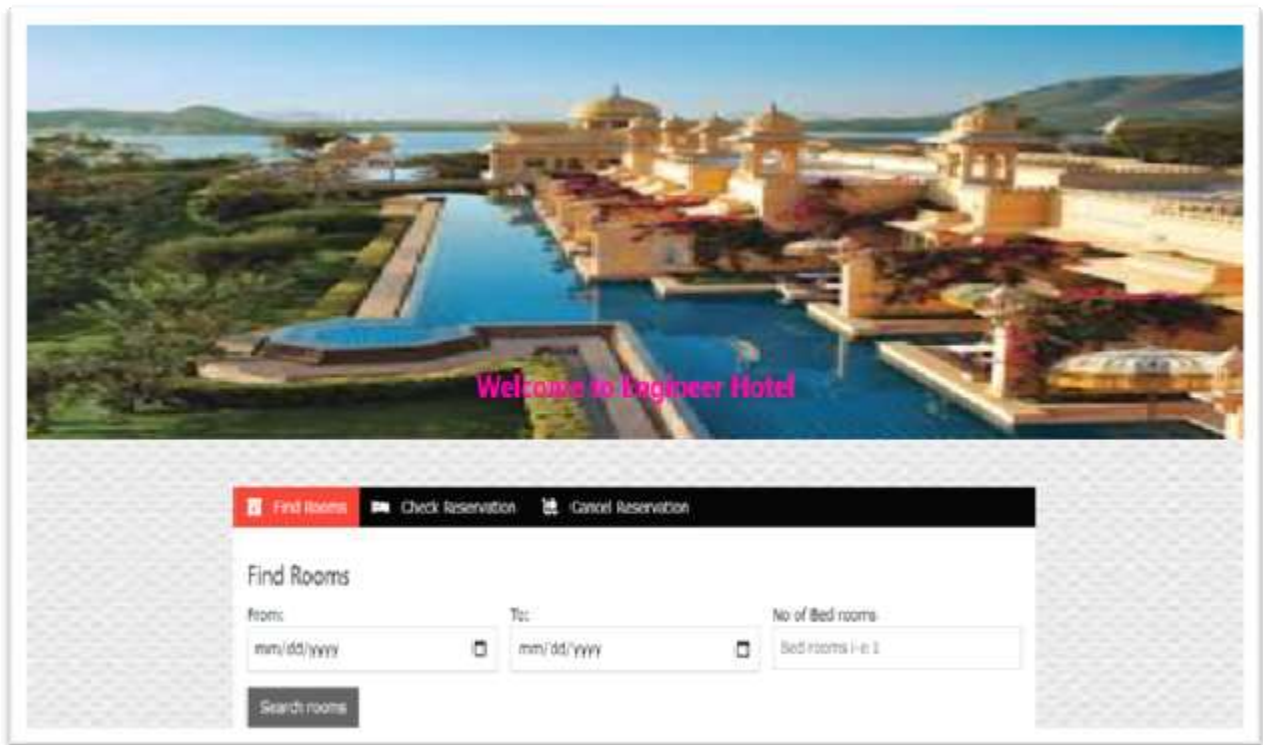 Welcome to Engineer Hotel
Find Rooms Check Reservation Cancel Reservation
Find Rooms
From: To: No of Bed rooms
mm/dd/yyyy mm/dd/yyyy Bed rooms i-e 1
Search rooms